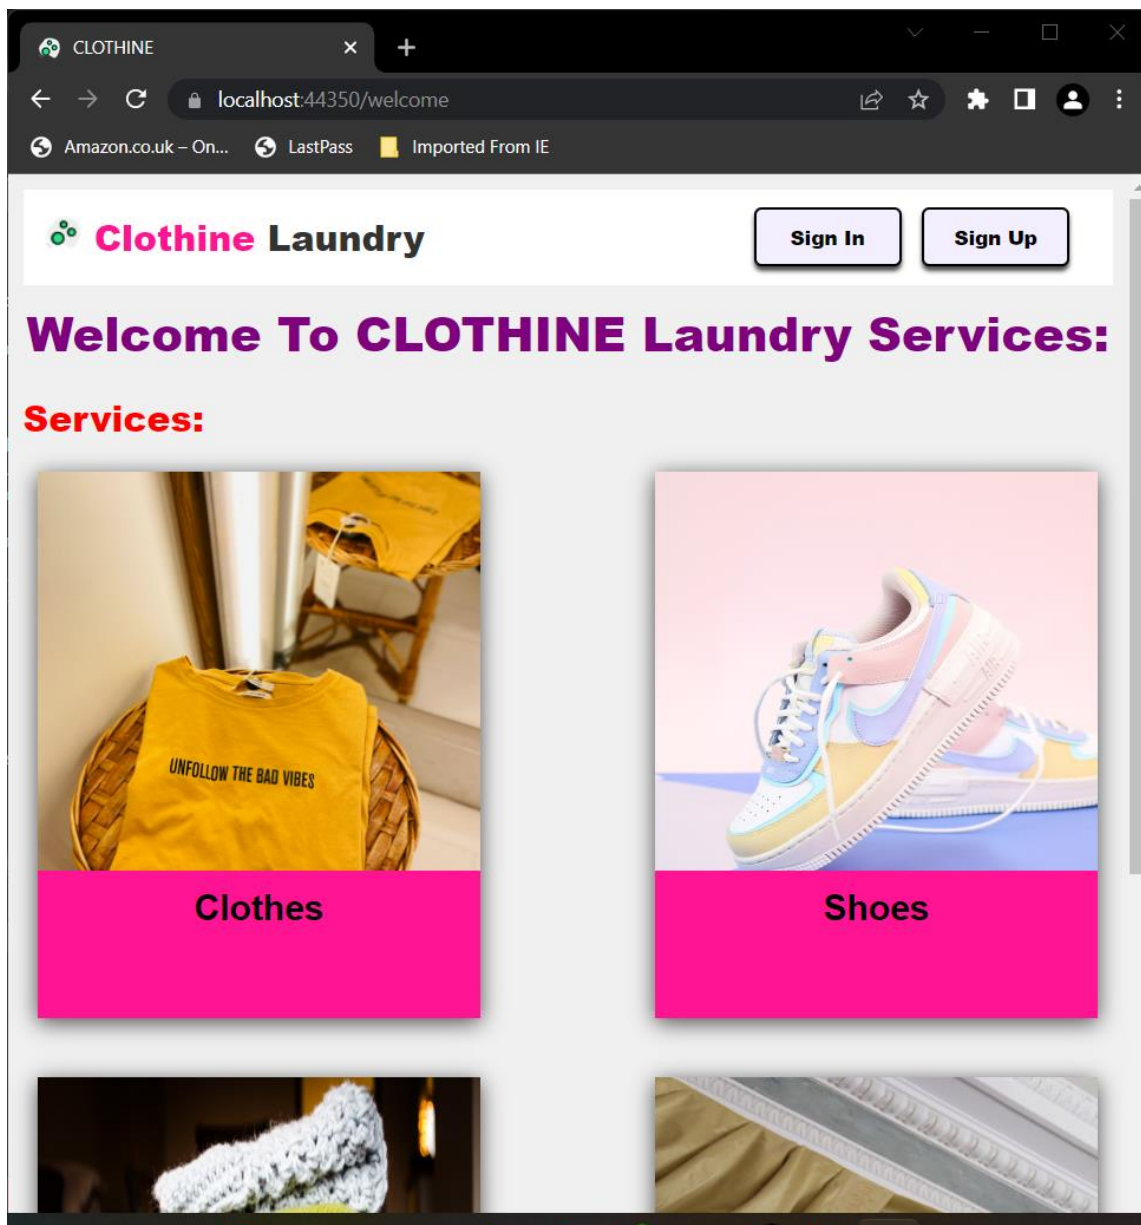 CLOTHINE
localhost:44350/welcome
Amazon.co.uk – On... LastPass Imported From IE
Clothine Laundry Sign In Sign Up
Welcome To CLOTHINE Laundry Services:
Services:
UNFOLLOW THE BAD VIBES
AIR
Clothes Shoes